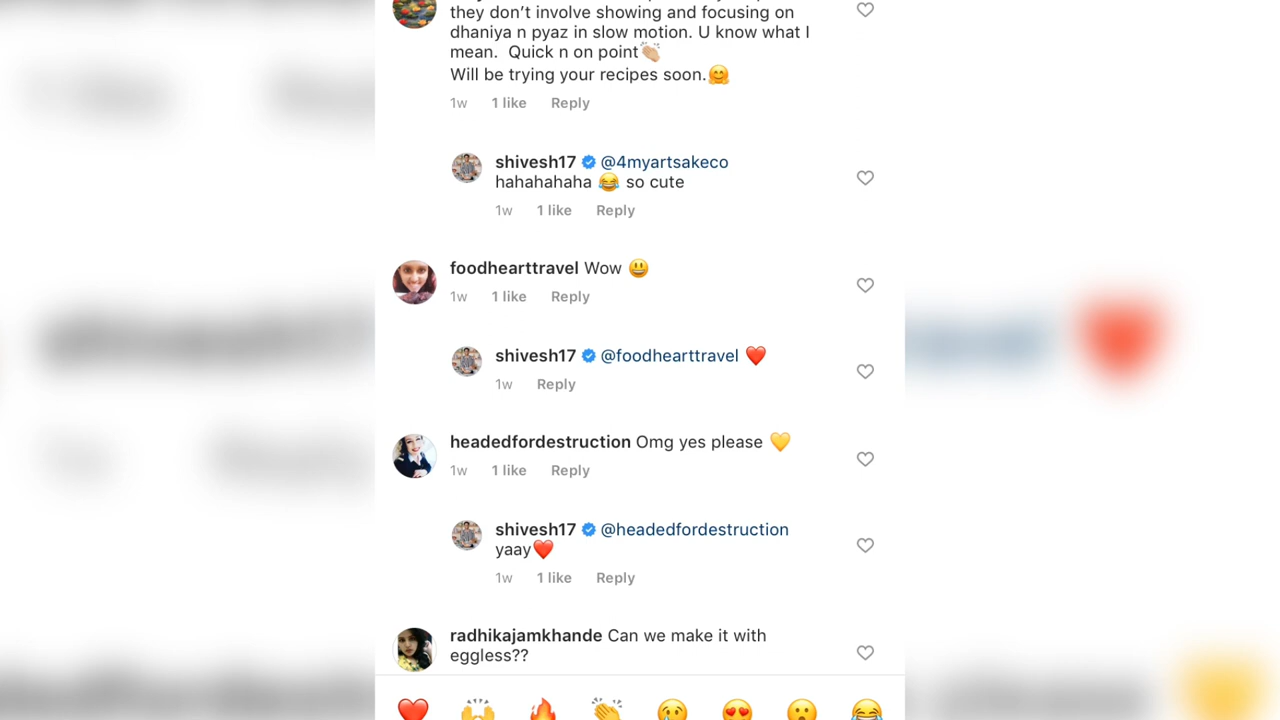 they don’t involve showing and focusing on
dhaniya n pyaz in slow motion. U know what I
mean.  Quick n on point👏🏼
Will be trying your recipes soon.🤗
1w 1 like Reply
shivesh17 @4myartsakeco
hahahahaha 😂 so cute
1w 1 like Reply
foodhearttravel Wow 😃
1w 1 like Reply
shivesh17 @foodhearttravel ❤️
1w Reply
headedfordestruction Omg yes please 💛
1w 1 like Reply
shivesh17 @headedfordestruction
yaay❤️
1w 1 like Reply
radhikajamkhande Can we make it with
eggless??